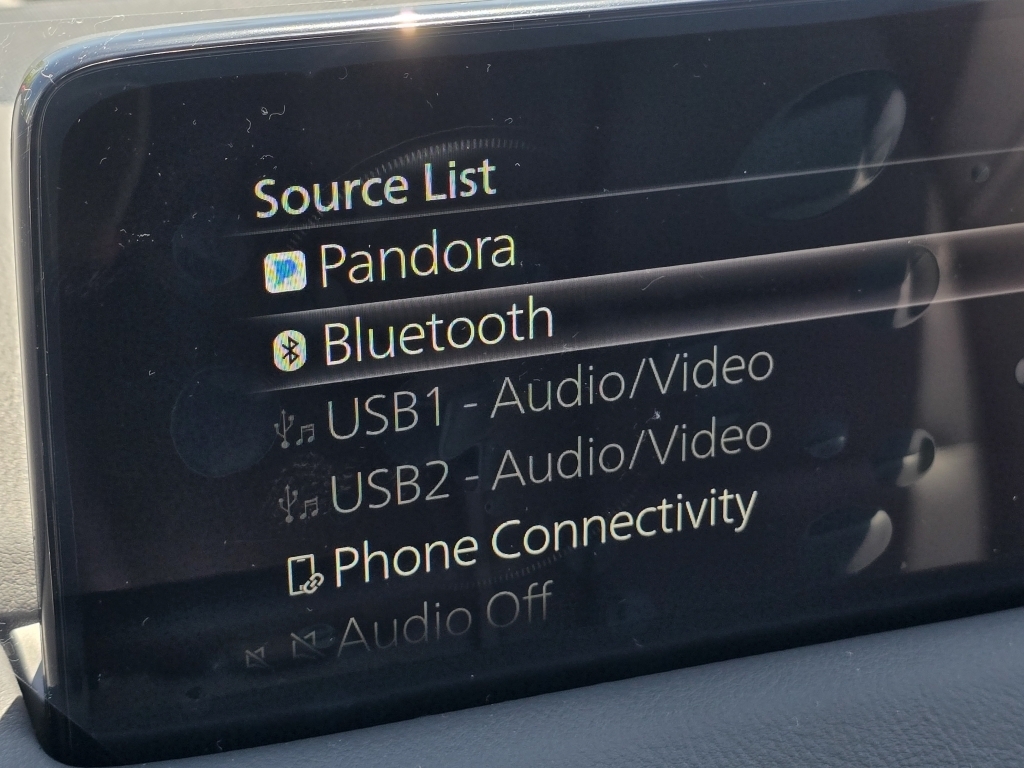 Source List
Pandora
Bluetooth
USB1 - Audio/Video
USB2 - Audio/Video
Phone Connectivity
Audio Off